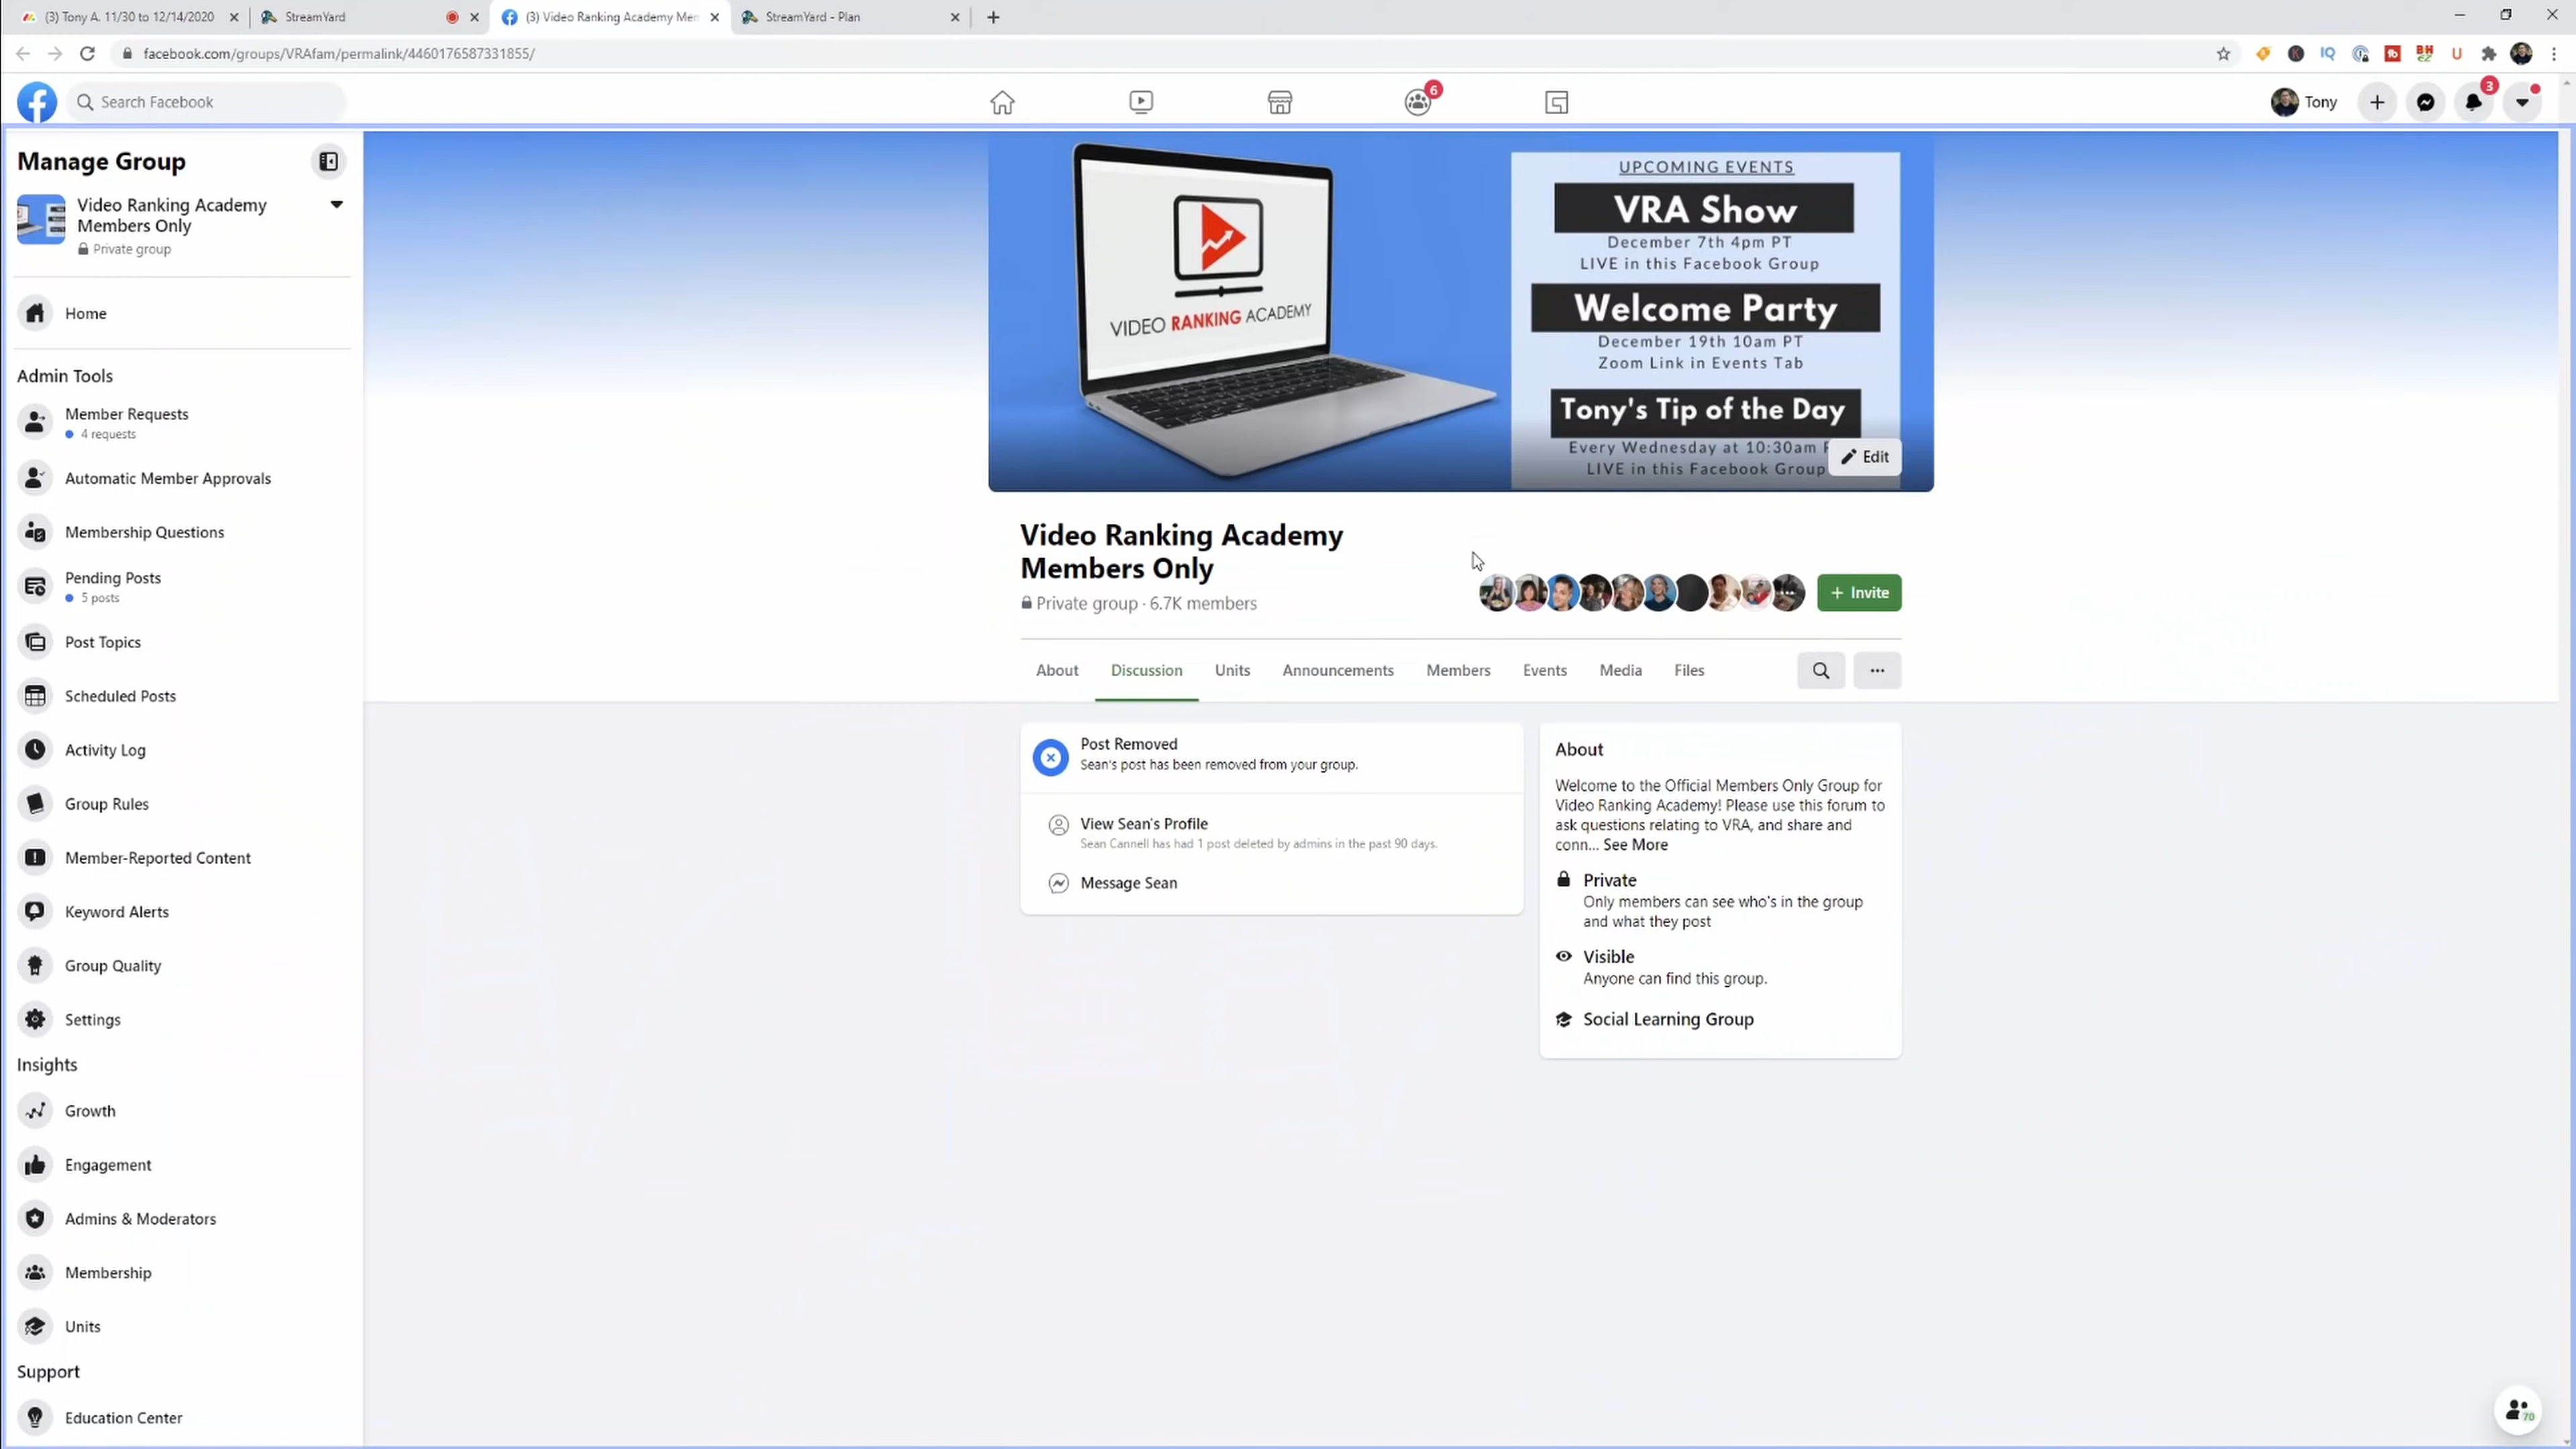 (3) Tony A. 11/30 to 12/14/2020
StreamYard
(3) Video Ranking Academy Mem
StreamYard - Plan
facebook.com/groups/VRAfam/permalink/4460176587331855/
Search Facebook
6
Tony
3
Manage Group
Video Ranking Academy
Members Only
Private group
Home
Admin Tools
Member Requests
4 requests
Automatic Member Approvals
Membership Questions
Pending Posts
5 posts
Post Topics
Scheduled Posts
Activity Log
Group Rules
Member-Reported Content
Keyword Alerts
Group Quality
Settings
Insights
Growth
Engagement
Admins & Moderators
Membership
Units
Support
Education Center
VIDEO RANKING ACADEMY
UPCOMING EVENTS
VRA Show
December 7th 4pm PT
LIVE in this Facebook Group
Welcome Party
December 19th 10am PT
Zoom Link in Events Tab
Tony's Tip of the Day
Every Wednesday at 10:30am
LIVE in this Facebook Group
Edit
Video Ranking Academy
Members Only
Private group · 6.7K members
+ Invite
About
Discussion
Units
Announcements
Members
Events
Media
Files
Post Removed
Sean's post has been removed from your group.
View Sean's Profile
Sean Cannell has had 1 post deleted by admins in the past 90 days.
Message Sean
About
Welcome to the Official Members Only Group for
Video Ranking Academy! Please use this forum to
ask questions relating to VRA, and share and
conn... See More
Private
Only members can see who's in the group
and what they post
Visible
Anyone can find this group.
Social Learning Group
70